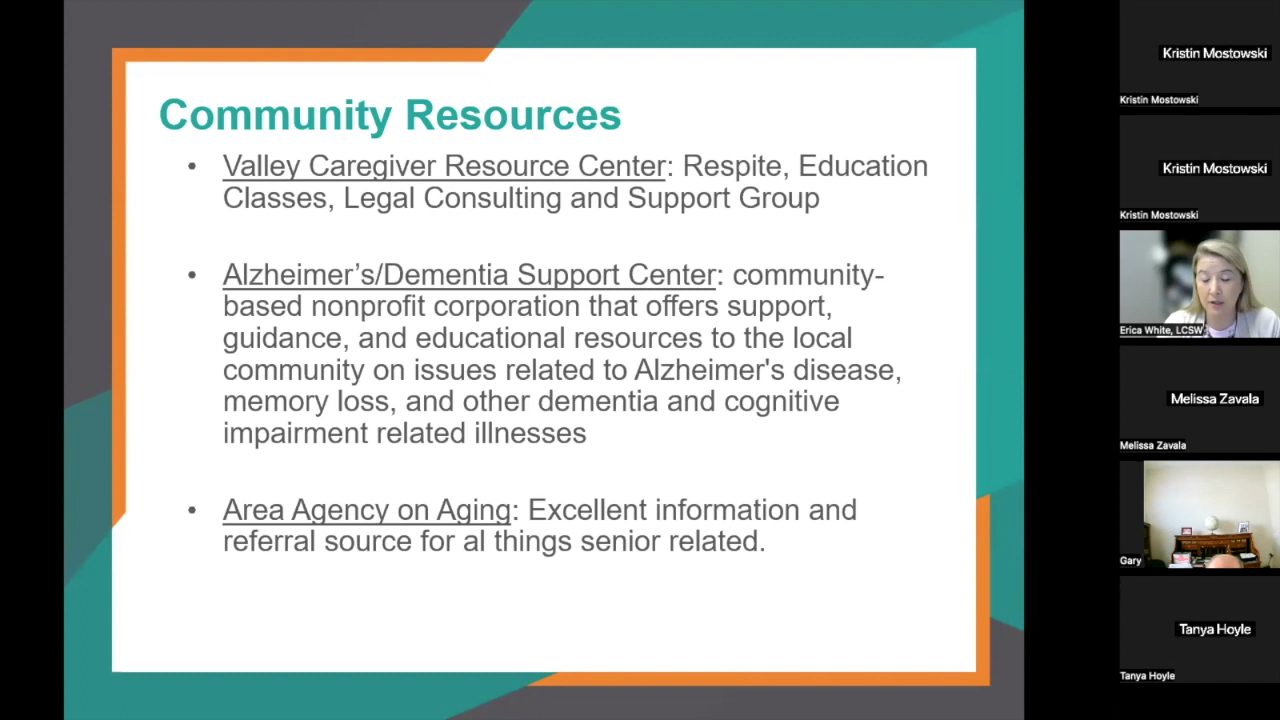 Community Resources
• Valley Caregiver Resource Center: Respite, Education
Classes, Legal Consulting and Support Group
• Alzheimer’s/Dementia Support Center: community-
based nonprofit corporation that offers support,
guidance, and educational resources to the local
community on issues related to Alzheimer's disease,
memory loss, and other dementia and cognitive
impairment related illnesses
• Area Agency on Aging: Excellent information and
referral source for al things senior related.
Kristin Mostowski
Kristin Mostowski
Kristin Mostowski
Kristin Mostowski
Erica White, LCSW
Melissa Zavala
Melissa Zavala
Gary
Tanya Hoyle
Tanya Hoyle